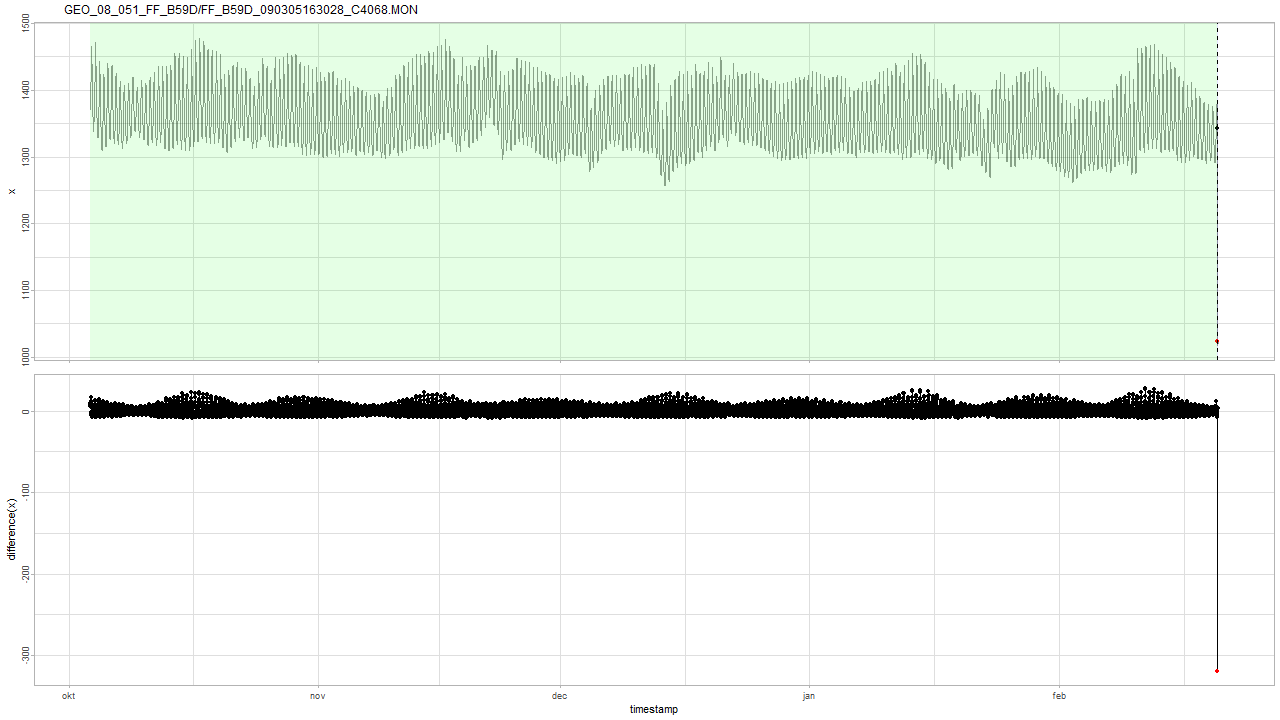 GEO_08_051_FF_B59D/FF_B59D_090305163028_C4068.MON
1500
1400
1300
x
1200
1100
1000
0
-100
difference(x)
-200
-300
okt nov dec jan feb
timestamp